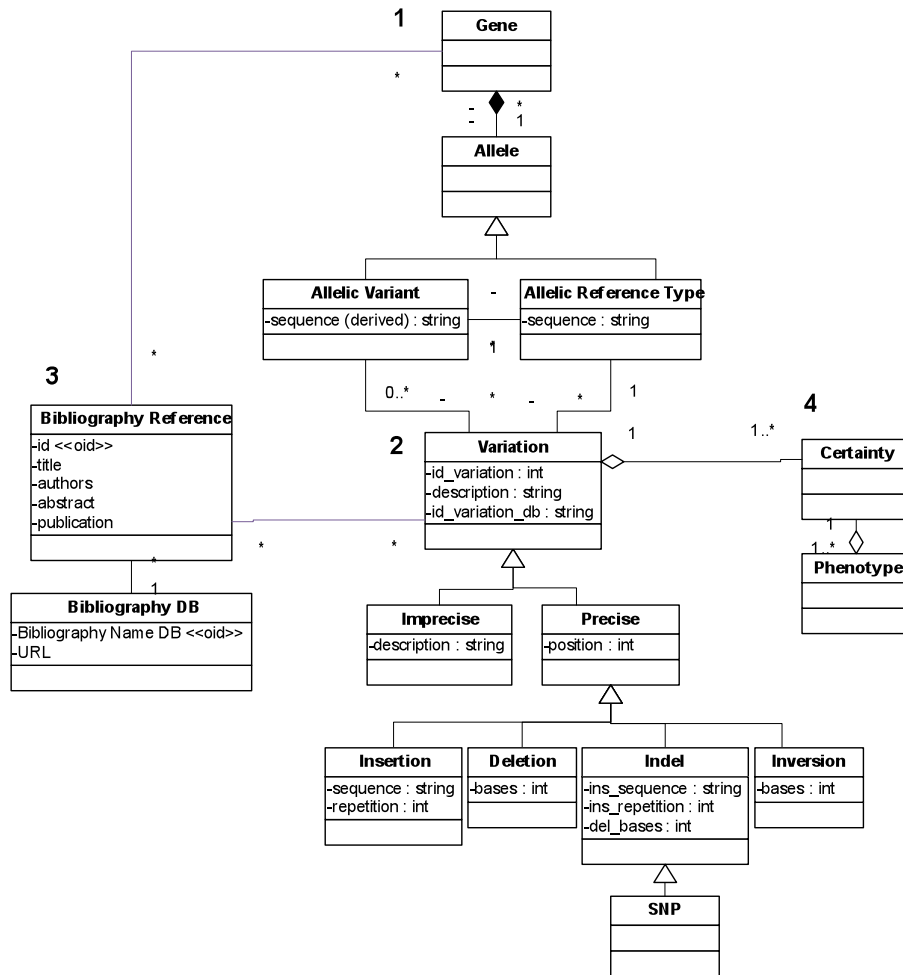 1
Gene
*
-
*
-
1
Allele
Allelic Variant
-sequence (derived) : string
-
Allelic Reference Type
-sequence : string
*
1
*
3
0..*
-
*
-
*
1
4
Bibliography Reference
-id <<oid>>
-title
-authors
-abstract
-publication
2
Variation
-id_variation : int
-description : string
-id_variation_db : string
1
1..*
Certainty
*
*
1
1..*
Phenotype
*
1
Bibliography DB
-Bibliography Name DB <<oid>>
-URL
Imprecise
-description : string
Precise
-position : int
Insertion
-sequence : string
-repetition : int
Deletion
-bases : int
Indel
-ins_sequence : string
-ins_repetition : int
-del_bases : int
Inversion
-bases : int
SNP